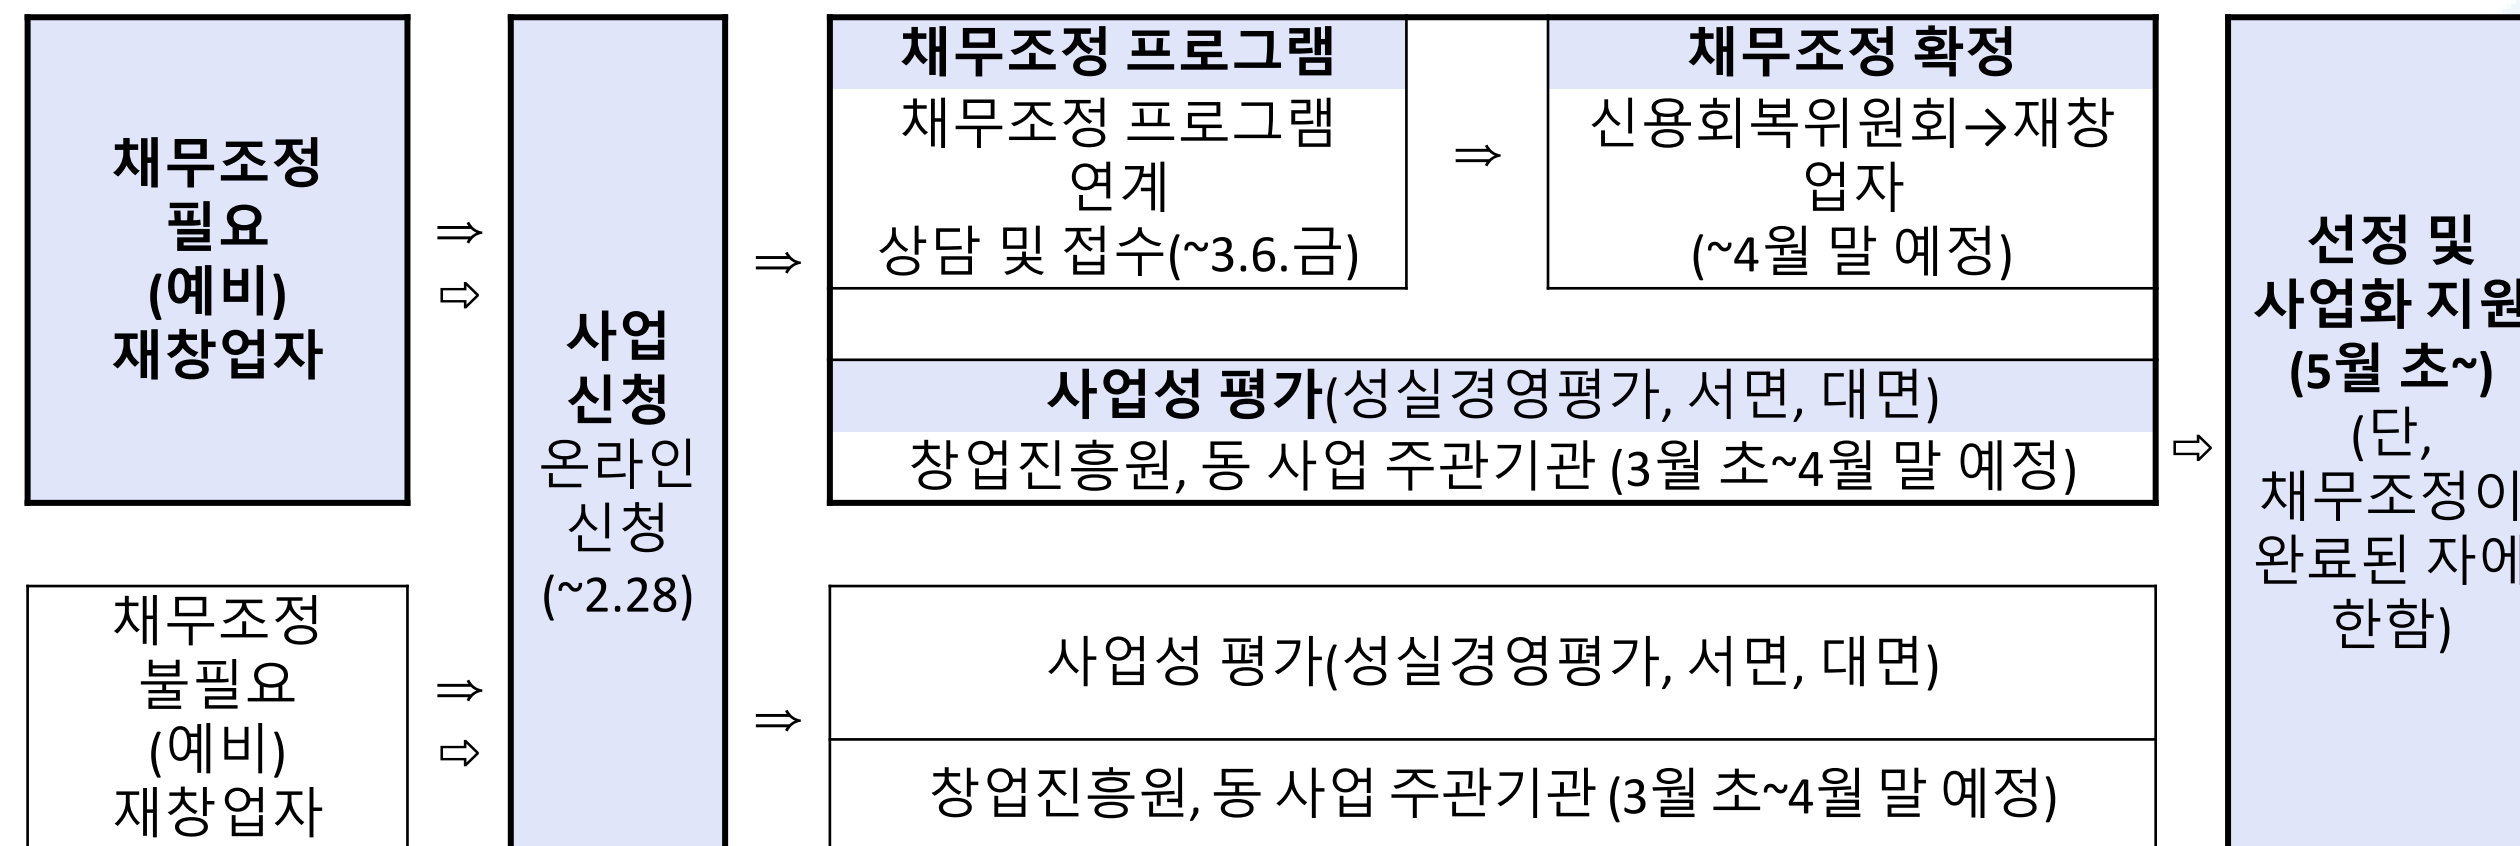 채무조정
필요
(예비)
재창업자
⇒
⇨
사업
신청
온라인
신청
(~2.28)
⇒
채무조정 프로그램
채무조정 프로그램
연계
상담 및 접수(~3.6.금)
⇒
채무조정 확정
신용회복위원회→재창
업자
(~4월 말 예정)
사업성 평가(성실경영평가, 서면, 대면)
창업진흥원, 동 사업 주관기관 (3월 초~4월 말 예정)
⇨
선정 및
사업화 지원
(5월 초~)
(단,
채무조정이
완료된 자에
한함)
채무조정
불필요
(예비)
재창업자
⇒
⇨
⇒
사업성 평가(성실경영평가, 서면, 대면)
창업진흥원, 동 사업 주관기관 (3월 초~4월 말 예정)